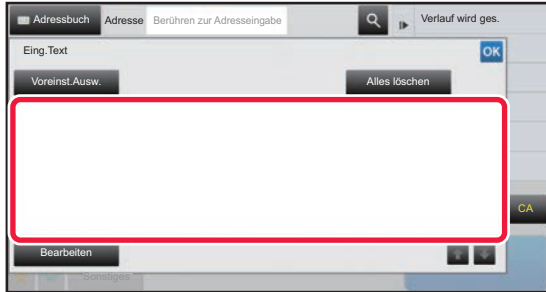 Adressbuch Adresse Berühren zur Adresseingabe Verlauf wird ges.
Eing.Text OK
Voreinst.Ausw. Alles löschen
CA
Bearbeiten
Sonstiges